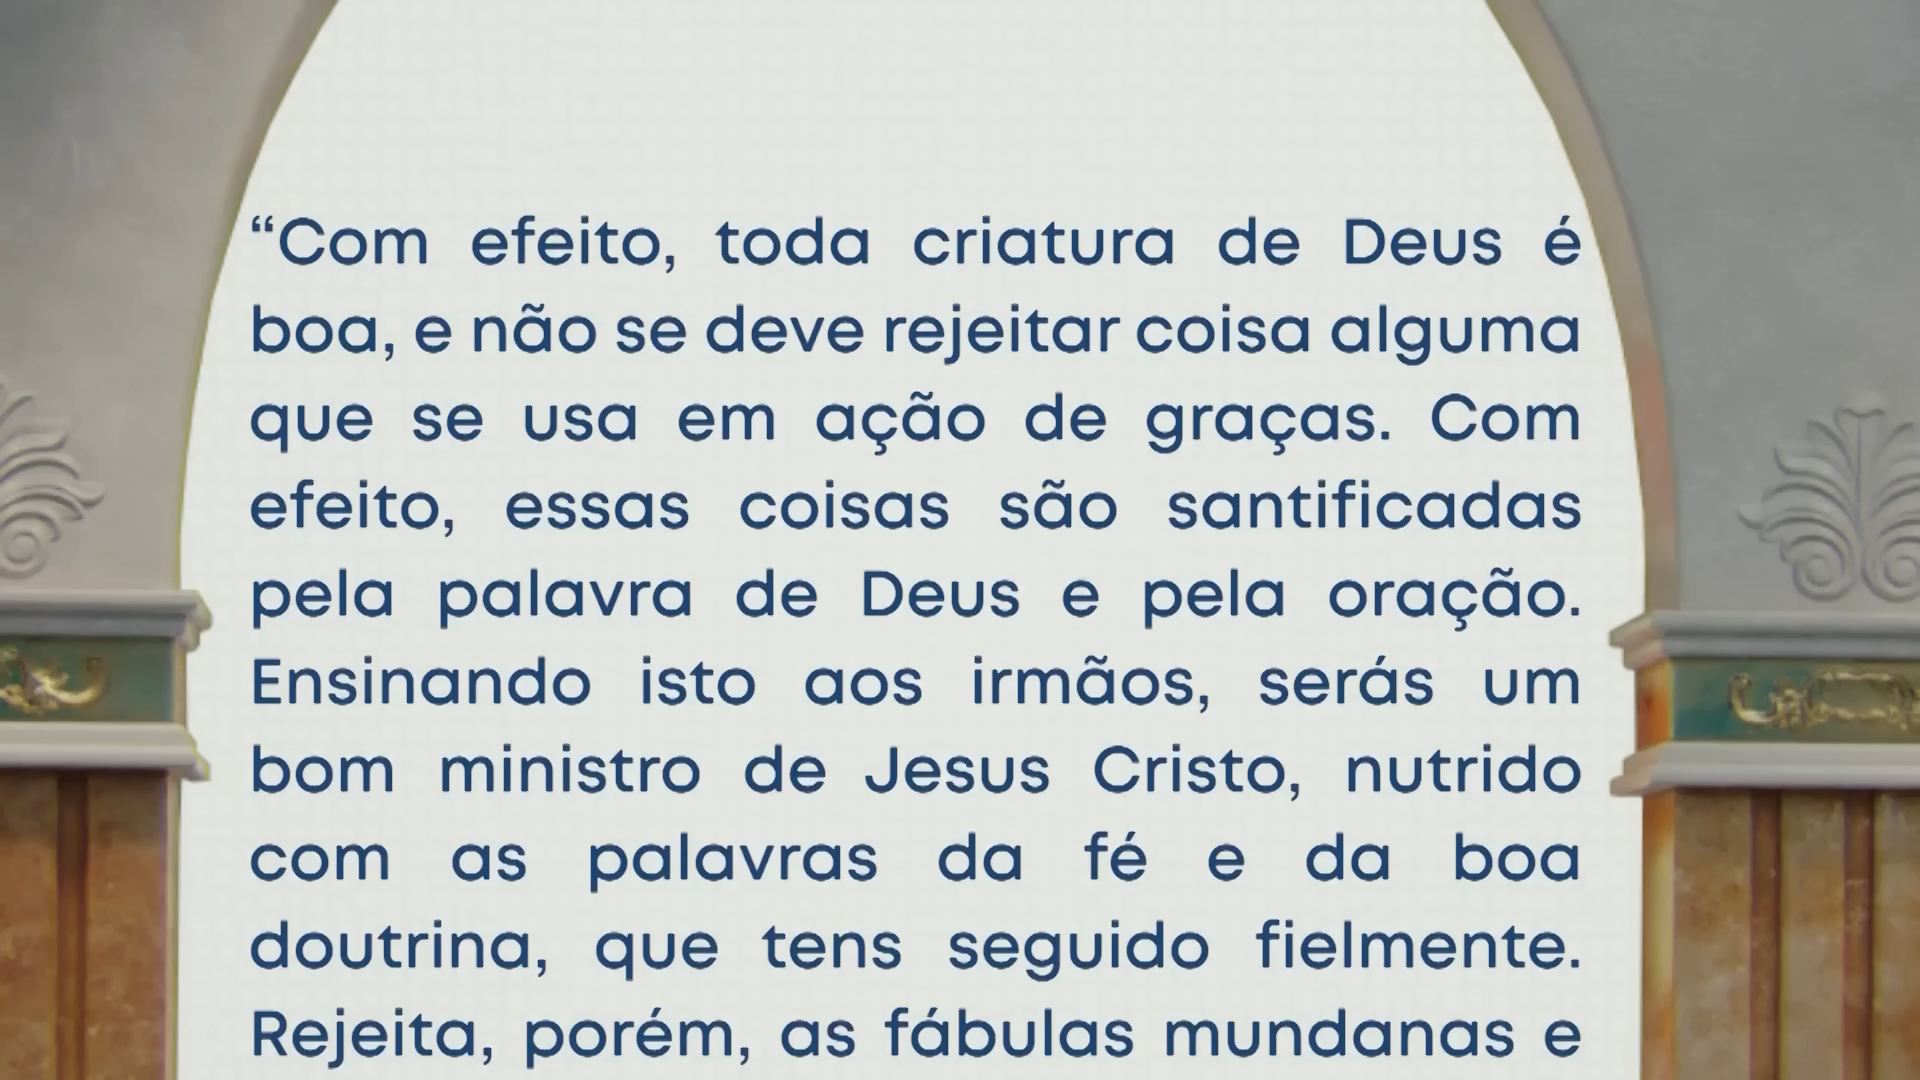 “Com efeito, toda criatura de Deus é
boa, e não se deve rejeitar coisa alguma
que se usa em ação de graças. Com
efeito, essas coisas são santificadas
pela palavra de Deus e pela oração.
Ensinando isto aos irmãos, serás um
bom ministro de Jesus Cristo, nutrido
com as palavras da fé e da boa
doutrina, que tens seguido fielmente.
Rejeita, porém, as fábulas mundanas e